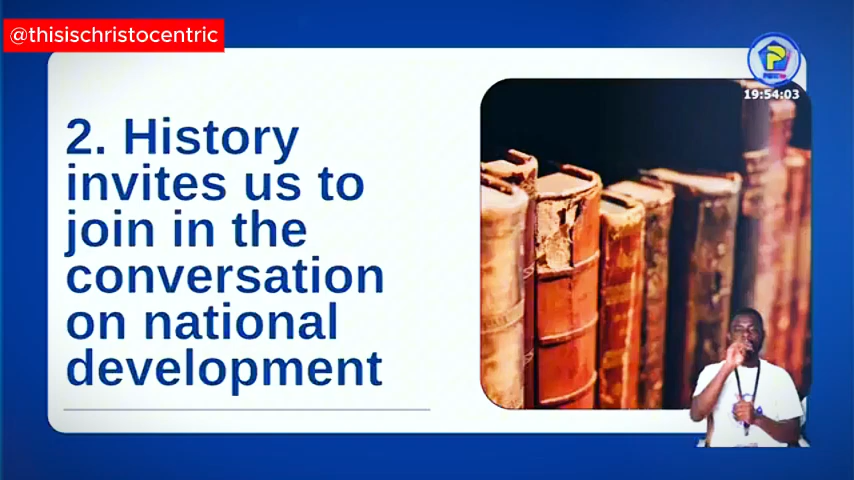 @thisischristocentric
19:54:03
2. History
invites us to
join in the
conversation
on national
development